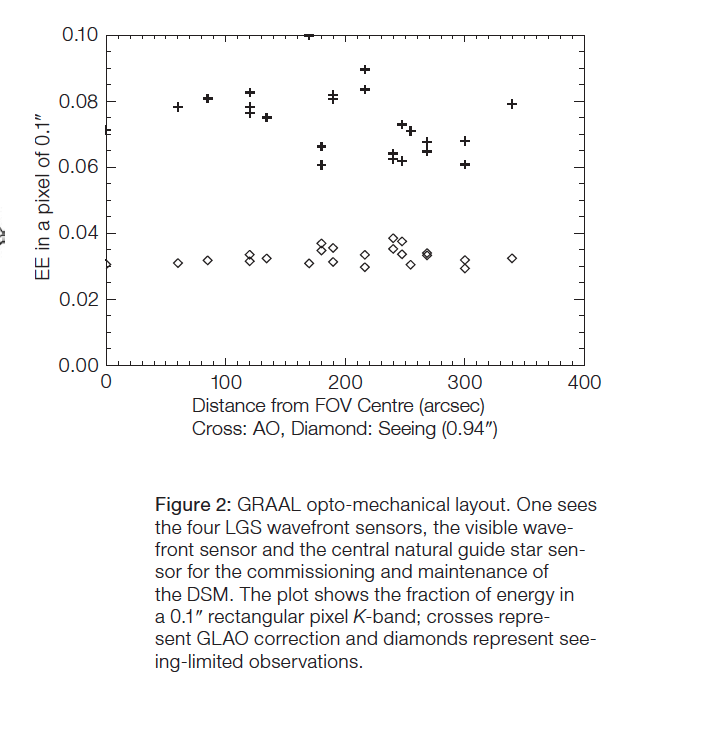 0.10
0.08
0.06
0.04
0.02
0.00
EE in a pixel of 0.1″
0 100 200 300 400
Distance from FOV Centre (arcsec)
Cross: AO, Diamond: Seeing (0.94″)
Figure 2: GRAAL opto-mechanical layout. One sees
the four LGS wavefront sensors, the visible wave-
front sensor and the central natural guide star sen-
sor for the commissioning and maintenance of
the DSM. The plot shows the fraction of energy in
a 0.1″ rectangular pixel K-band; crosses repre-
sent GLAO correction and diamonds represent see-
ing-limited observations.